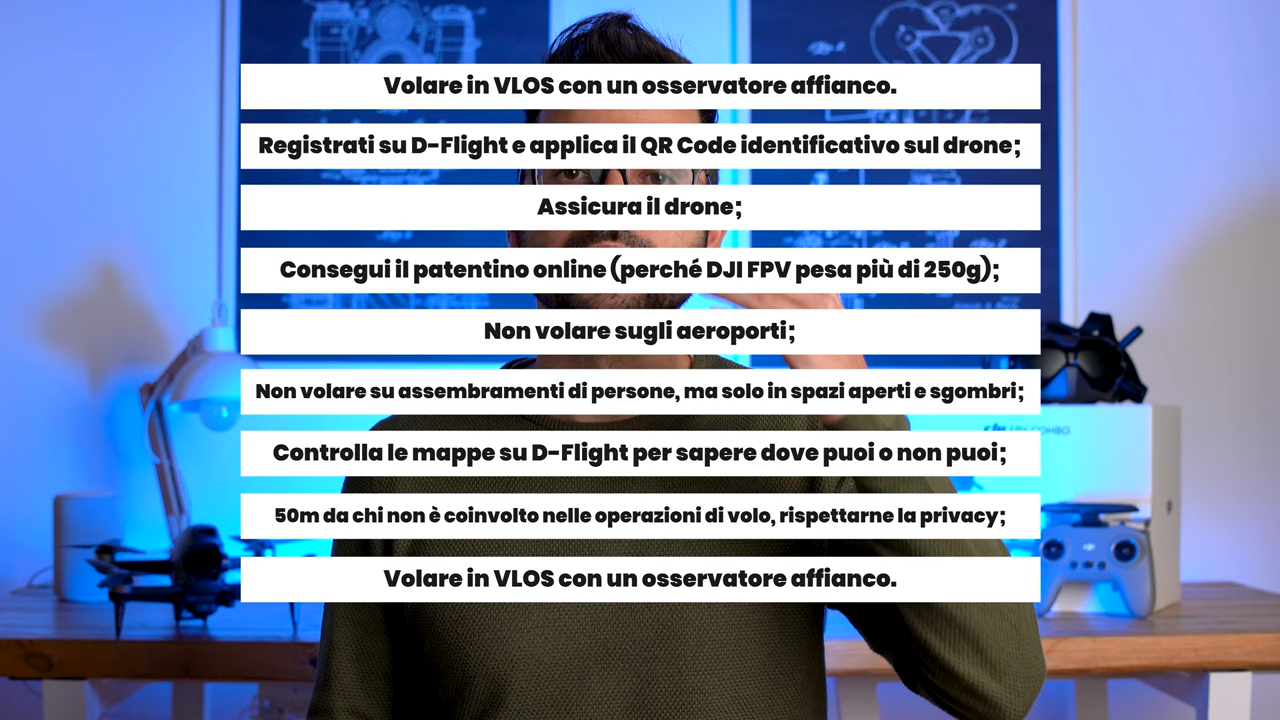 Volare in VLOS con un osservatore affianco.
Registrati su D-Flight e applica il QR Code identificativo sul drone;
Assicura il drone;
Consegui il patentino online (perché DJI FPV pesa più di 250g);
Non volare sugli aeroporti;
Non volare su assembramenti di persone, ma solo in spazi aperti e sgombri;
Controlla le mappe su D-Flight per sapere dove puoi o non puoi;
50m da chi non è coinvolto nelle operazioni di volo, rispettarne la privacy;
Volare in VLOS con un osservatore affianco.